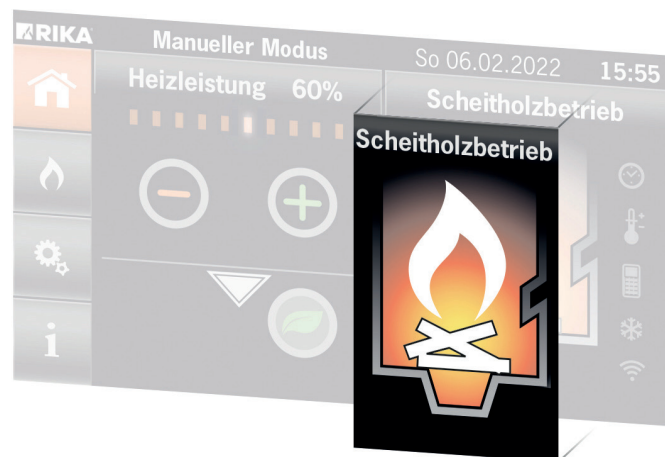 RIKA
Manueller Modus
So 06.02.2022
15:55
Heizleistung 60%
Scheitholzbetrieb
Scheitholzbetrieb
i